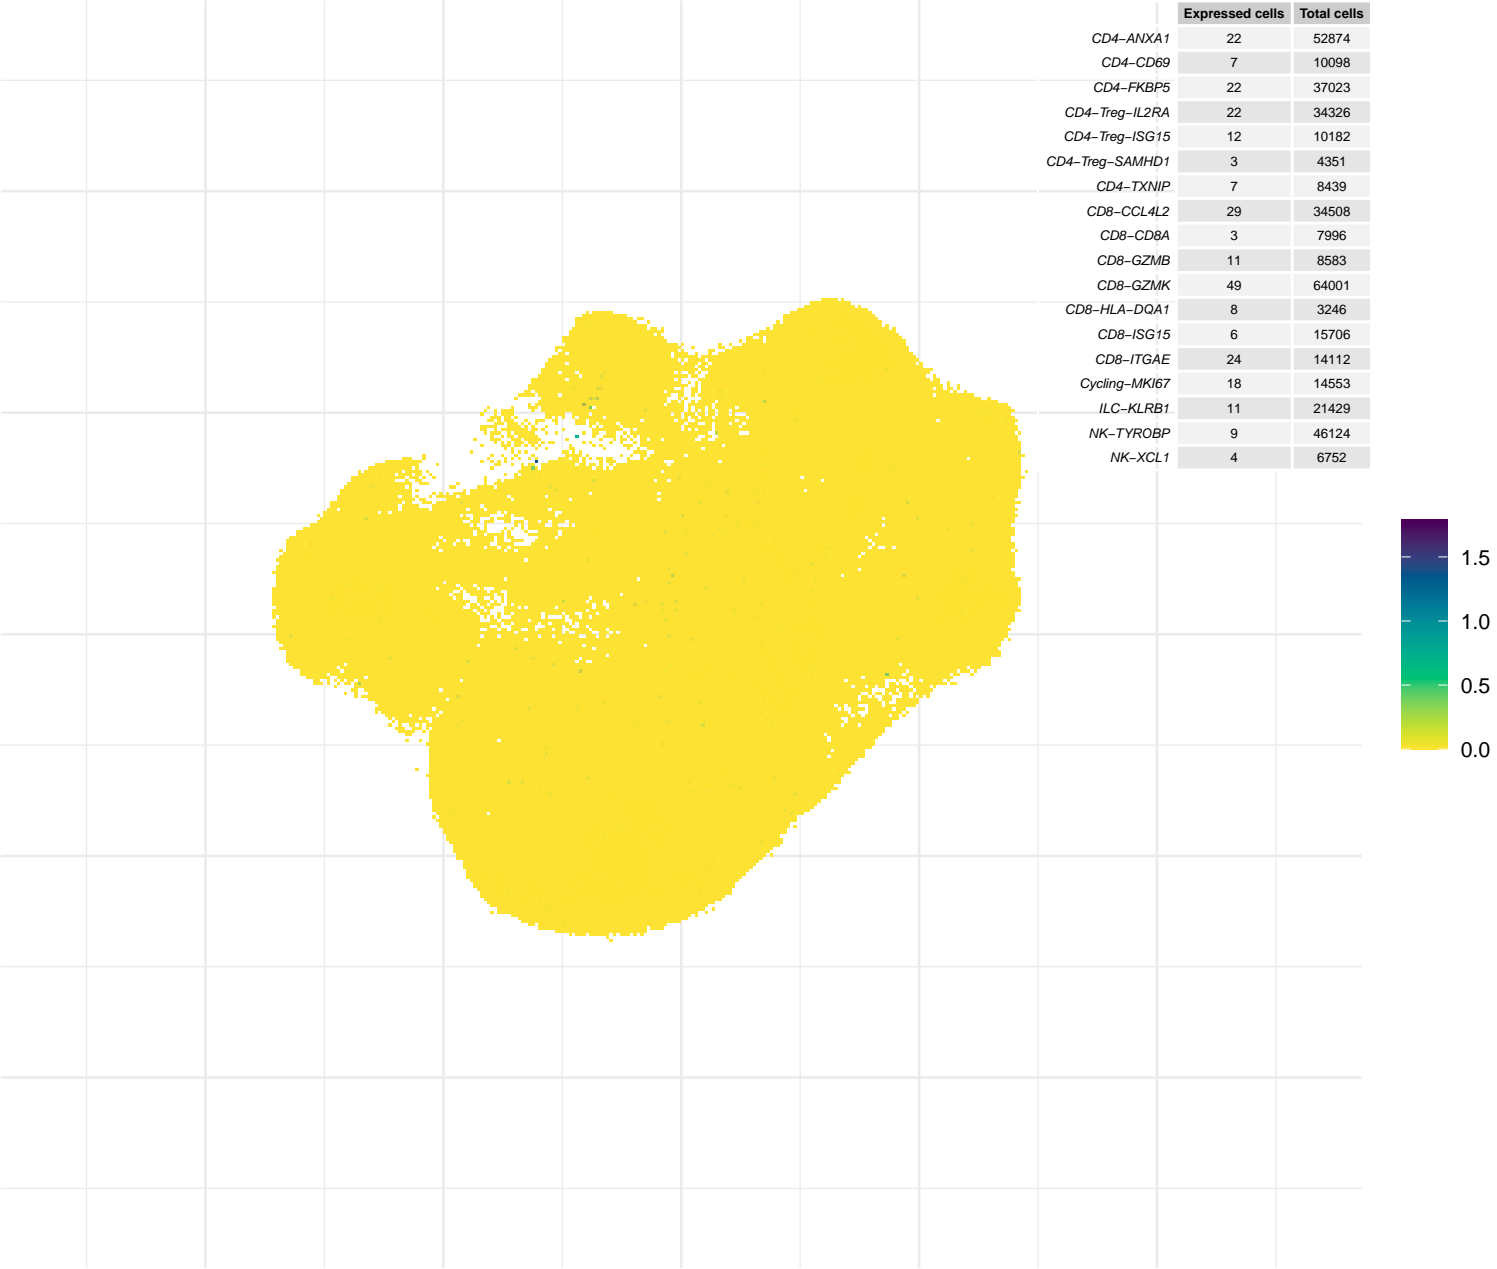 Expressed cells Total cells
CD4−ANXA1 22 52874
CD4−CD69 7 10098
CD4−FKBP5 22 37023
CD4−Treg−IL2RA 22 34326
CD4−Treg−ISG15 12 10182
CD4−Treg−SAMHD1 3 4351
CD4−TXNIP 7 8439
CD8−CCL4L2 29 34508
CD8−CD8A 3 7996
CD8−GZMB 11 8583
CD8−GZMK 49 64001
CD8−HLA−DQA1 8 3246
CD8−ISG15 6 15706
CD8−ITGAE 24 14112
Cycling−MKI67 18 14553
ILC−KLRB1 11 21429
NK−TYROBP 9 46124
NK−XCL1 4 6752
1.5
1.0
0.5
0.0